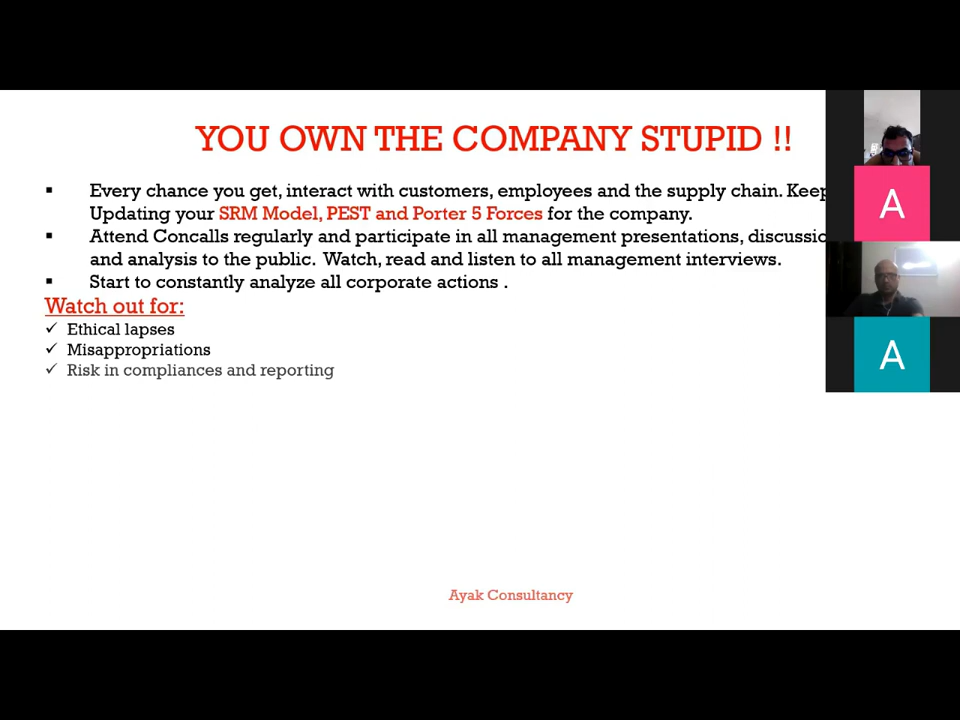 YOU OWN THE COMPANY STUPID !!
▪ Every chance you get, interact with customers, employees and the supply chain. Keep
Updating your SRM Model, PEST and Porter 5 Forces for the company.
▪ Attend Concalls regularly and participate in all management presentations,
and analysis to the public. Watch, read and listen to all management interviews.
▪ Start to constantly analyze all corporate actions .
Watch out for:
✓ Ethical lapses
✓ Misappropriations
✓ Risk in compliances and reporting
A
A
Ayak Consultancy